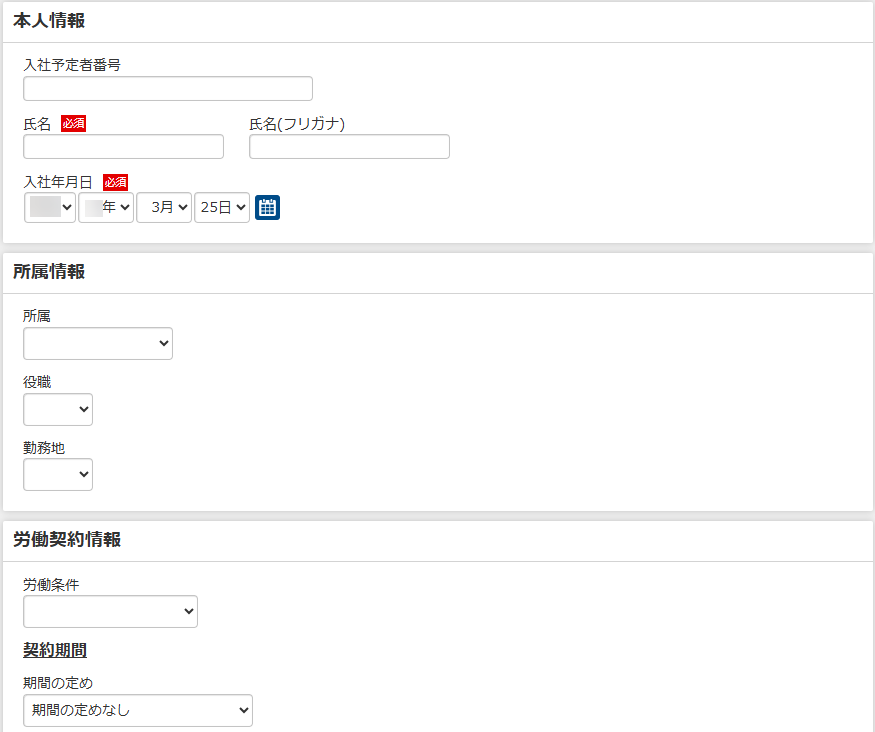 本人情報
入社予定者番号
氏名 必須 氏名(フリガナ)
入社年月日 必須
年 3月 25日
所属情報
所属
役職
勤務地
労働契約情報
労働条件
契約期間
期間の定め
期間の定めなし